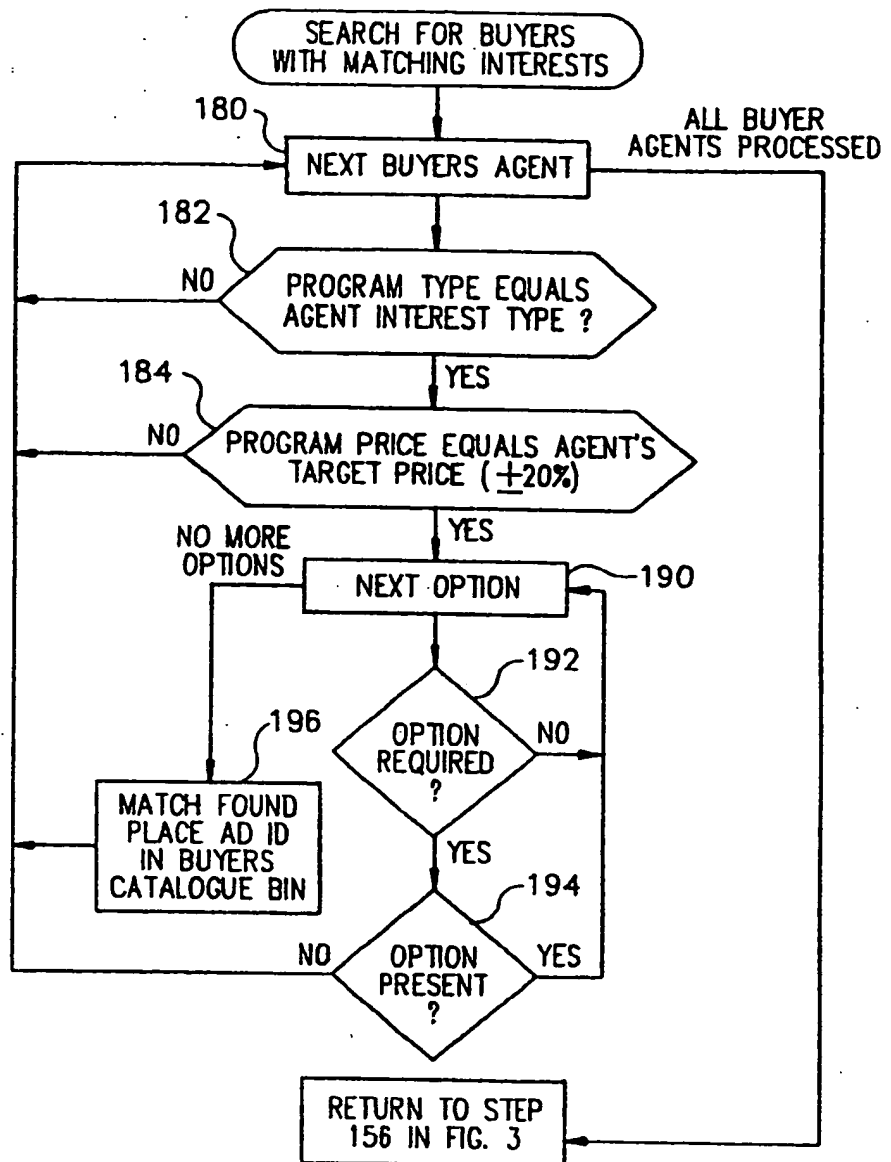 SEARCH FOR BUYERS
WITH MATCHING INTERESTS
180
ALL BUYER
AGENTS PROCESSED
NEXT BUYERS AGENT
182
NO
PROGRAM TYPE EQUALS
AGENT INTEREST TYPE ?
YES
184
NO
PROGRAM PRICE EQUALS AGENT'S
TARGET PRICE (±20%)
YES
NO MORE
OPTIONS
NEXT OPTION
190
192
OPTION
REQUIRED
?
NO
196
MATCH FOUND
PLACE AD ID
IN BUYERS
CATALOGUE BIN
YES
194
NO
OPTION
PRESENT
?
YES
RETURN TO STEP
156 IN FIG. 3